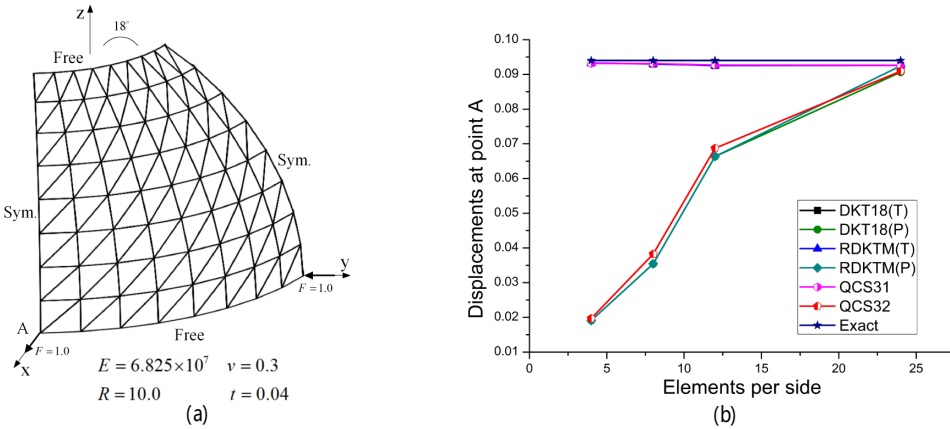 z
18°
Free
Sym.
Sym.
y
F = 1.0
A
F = 1.0
x
Free
E = 6.825×10⁷ v = 0.3
R = 10.0 t = 0.04
(a)
Displacements at point A
0.10
0.09
0.08
0.07
0.06
0.05
0.04
0.03
0.02
0.01
DKT18(T)
DKT18(P)
RDKTM(T)
RDKTM(P)
QCS31
QCS32
Exact
0 5 10 15 20 25
Elements per side
(b)